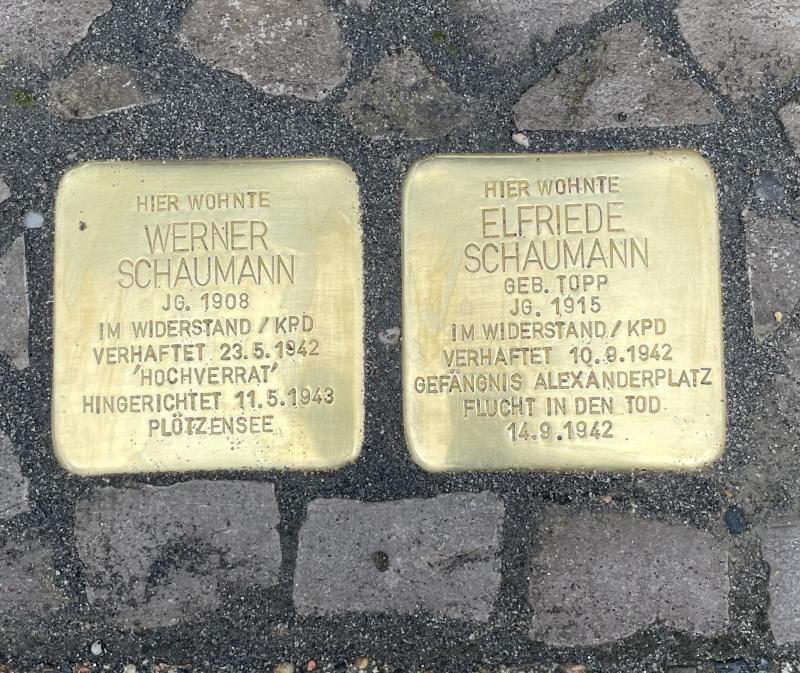 HIER WOHNTE
WERNER
SCHAUMANN
JG. 1908
IM WIDERSTAND / KPD
VERHAFTET 23.5.1942
'HOCHVERRAT'
HINGERICHTET 11.5.1943
PLÖTZENSEE
HIER WOHNTE
ELFRIEDE
SCHAUMANN
GEB. TOPP
JG. 1915
IM WIDERSTAND / KPD
VERHAFTET 10.9.1942
GEFÄNGNIS ALEXANDERPLATZ
FLUCHT IN DEN TOD
14.9.1942